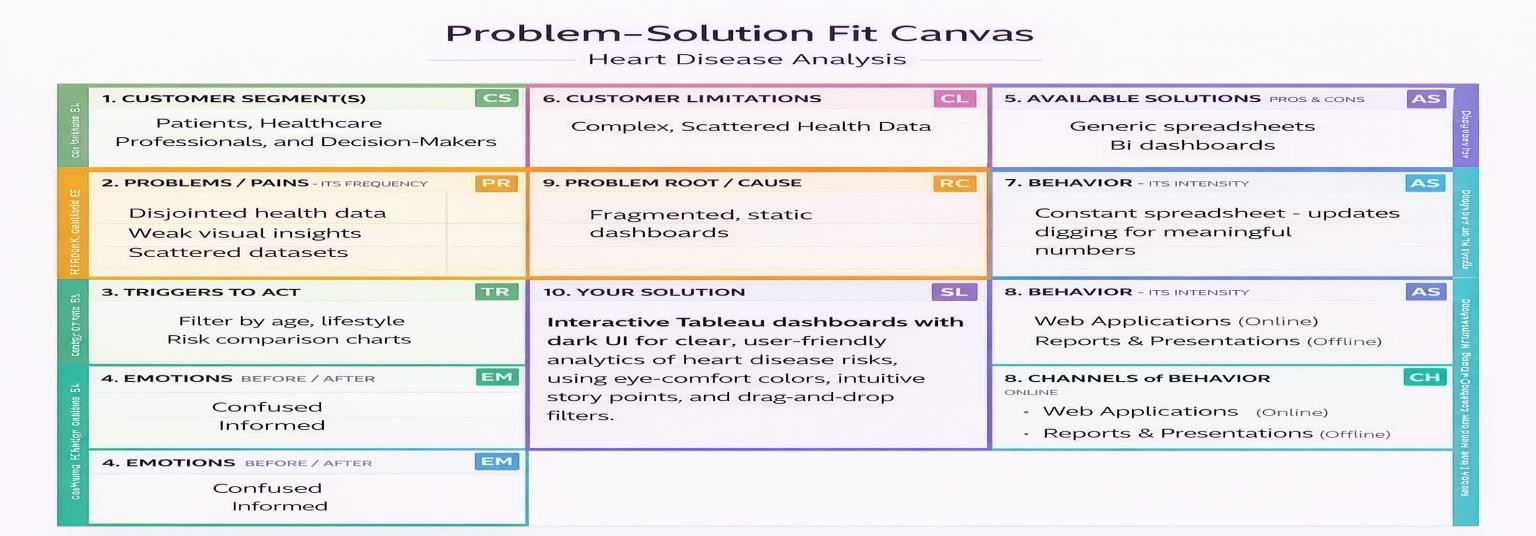 Problem–Solution Fit Canvas
Heart Disease Analysis
1. CUSTOMER SEGMENT(S) CS
Patients, Healthcare
Professionals, and Decision-Makers
6. CUSTOMER LIMITATIONS CL
Complex, Scattered Health Data
5. AVAILABLE SOLUTIONS PROS & CONS AS
Generic spreadsheets
Bi dashboards
2. PROBLEMS / PAINS - ITS FREQUENCY PR
Disjointed health data
Weak visual insights
Scattered datasets
9. PROBLEM ROOT / CAUSE RC
Fragmented, static
dashboards
7. BEHAVIOR - ITS INTENSITY AS
Constant spreadsheet - updates
digging for meaningful
numbers
3. TRIGGERS TO ACT TR
Filter by age, lifestyle
Risk comparison charts
10. YOUR SOLUTION SL
Interactive Tableau dashboards with
dark UI for clear, user-friendly
analytics of heart disease risks,
using eye-comfort colors, intuitive
story points, and drag-and-drop
filters.
8. BEHAVIOR - ITS INTENSITY AS
Web Applications (Online)
Reports & Presentations (Offline)
4. EMOTIONS BEFORE / AFTER EM
Confused
Informed
8. CHANNELS of BEHAVIOR CH
ONLINE
• Web Applications (Online)
• Reports & Presentations (Offline)
4. EMOTIONS BEFORE / AFTER EM
Confused
Informed